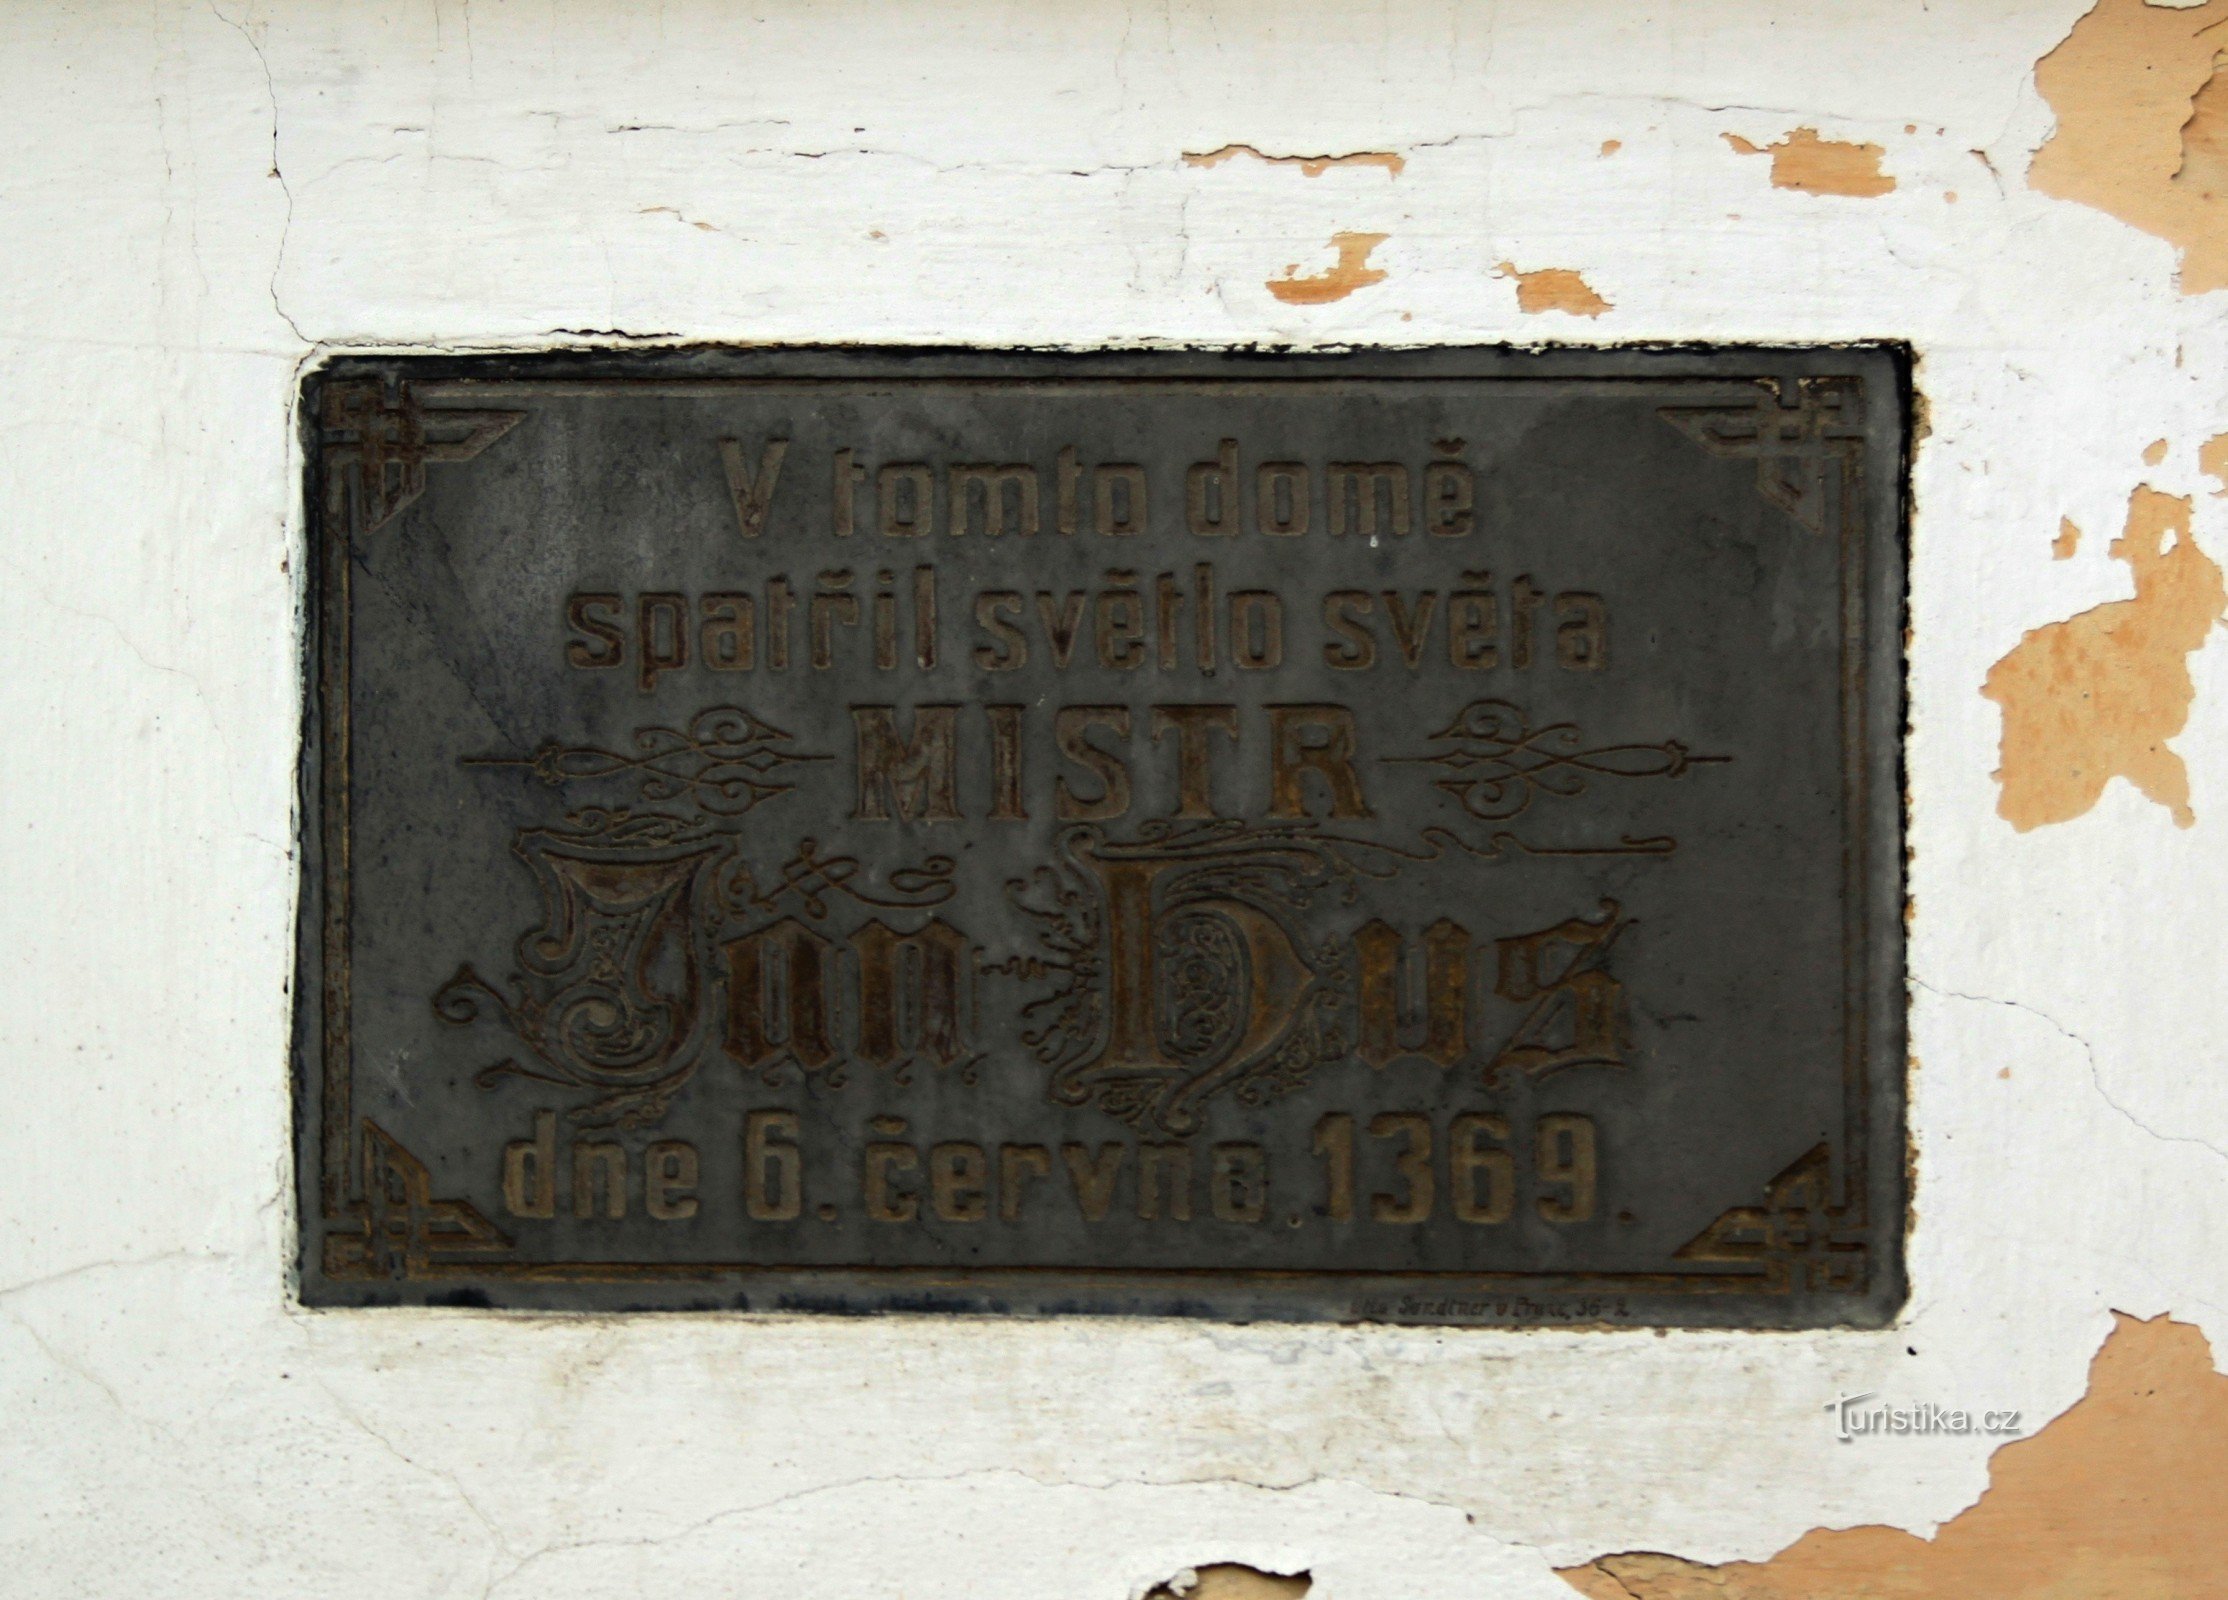 V tomto domě
spatřil světlo světa
MISTR
Jan Hus
dne 6. června. 1369.
Turistika.cz